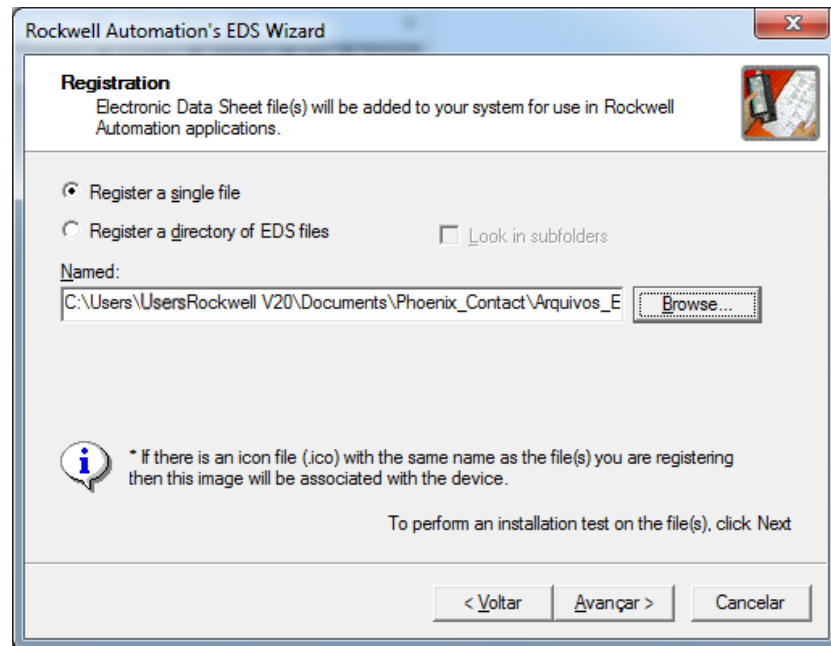 Rockwell Automation's EDS Wizard
Registration
Electronic Data Sheet file(s) will be added to your system for use in Rockwell
Automation applications.
Register a single file
Register a directory of EDS files
Look in subfolders
Named:
C:\Users\UsersRockwell V20\Documents\Phoenix_Contact\Arquivos_E
Browse...
* If there is an icon file (.ico) with the same name as the file(s) you are registering
then this image will be associated with the device.
To perform an installation test on the file(s), click Next
< Voltar
Avançar >
Cancelar